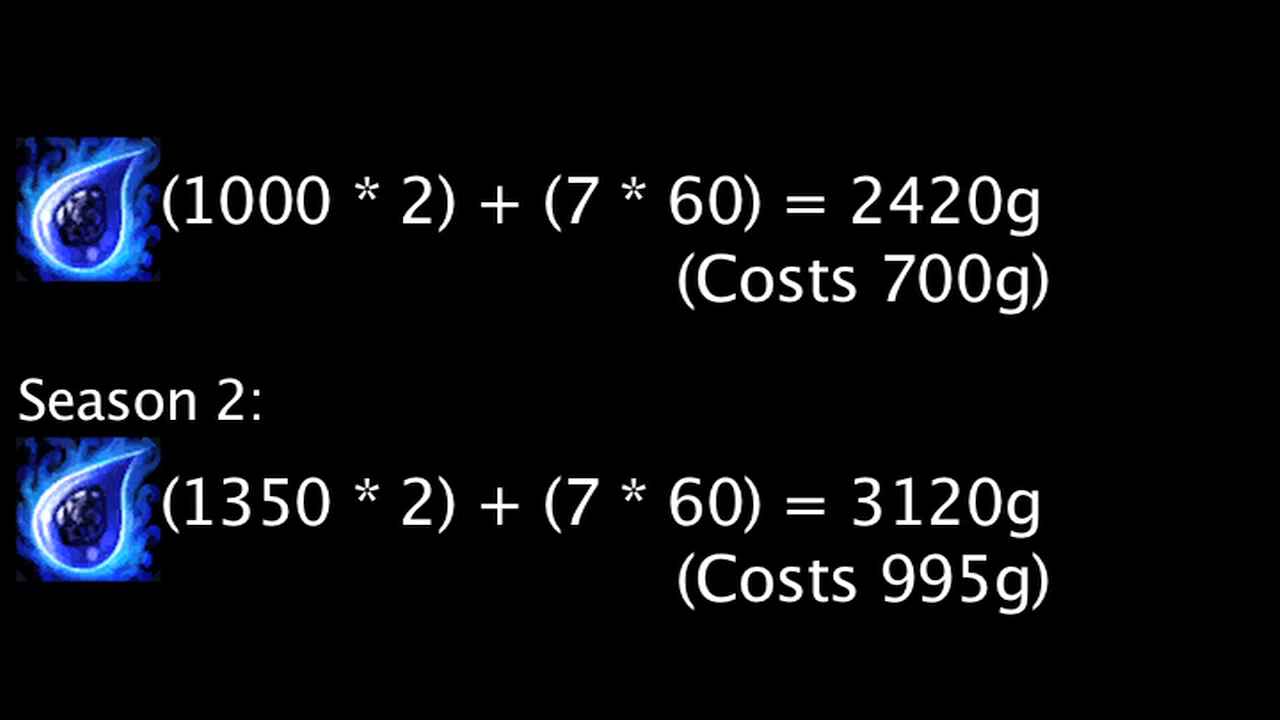 (1000 * 2) + (7 * 60) = 2420g
(Costs 700g)
Season 2:
(1350 * 2) + (7 * 60) = 3120g
(Costs 995g)